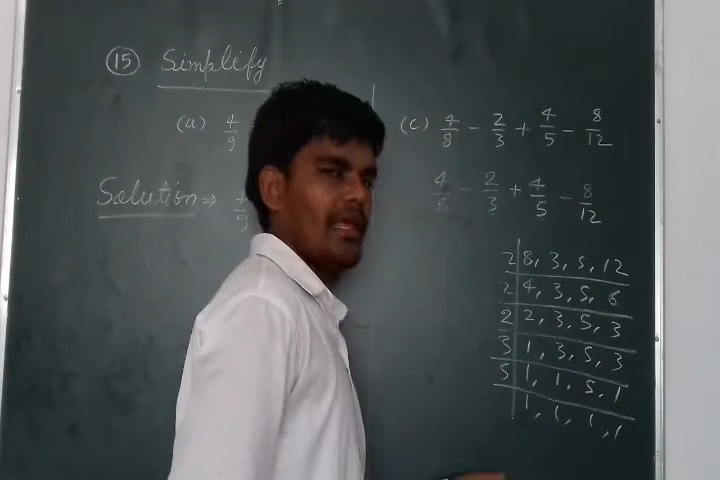 (15) Simplify
(a) 4/9
Solution ⇒
(c) 4/8 - 2/3 + 4/5 - 8/12
4/8 - 2/3 + 4/5 - 8/12
2 | 8, 3, 5, 12
2 | 4, 3, 5, 6
2 | 2, 3, 5, 3
3 | 1, 3, 5, 3
5 | 1, 1, 5, 1
1, 1, 1, 1